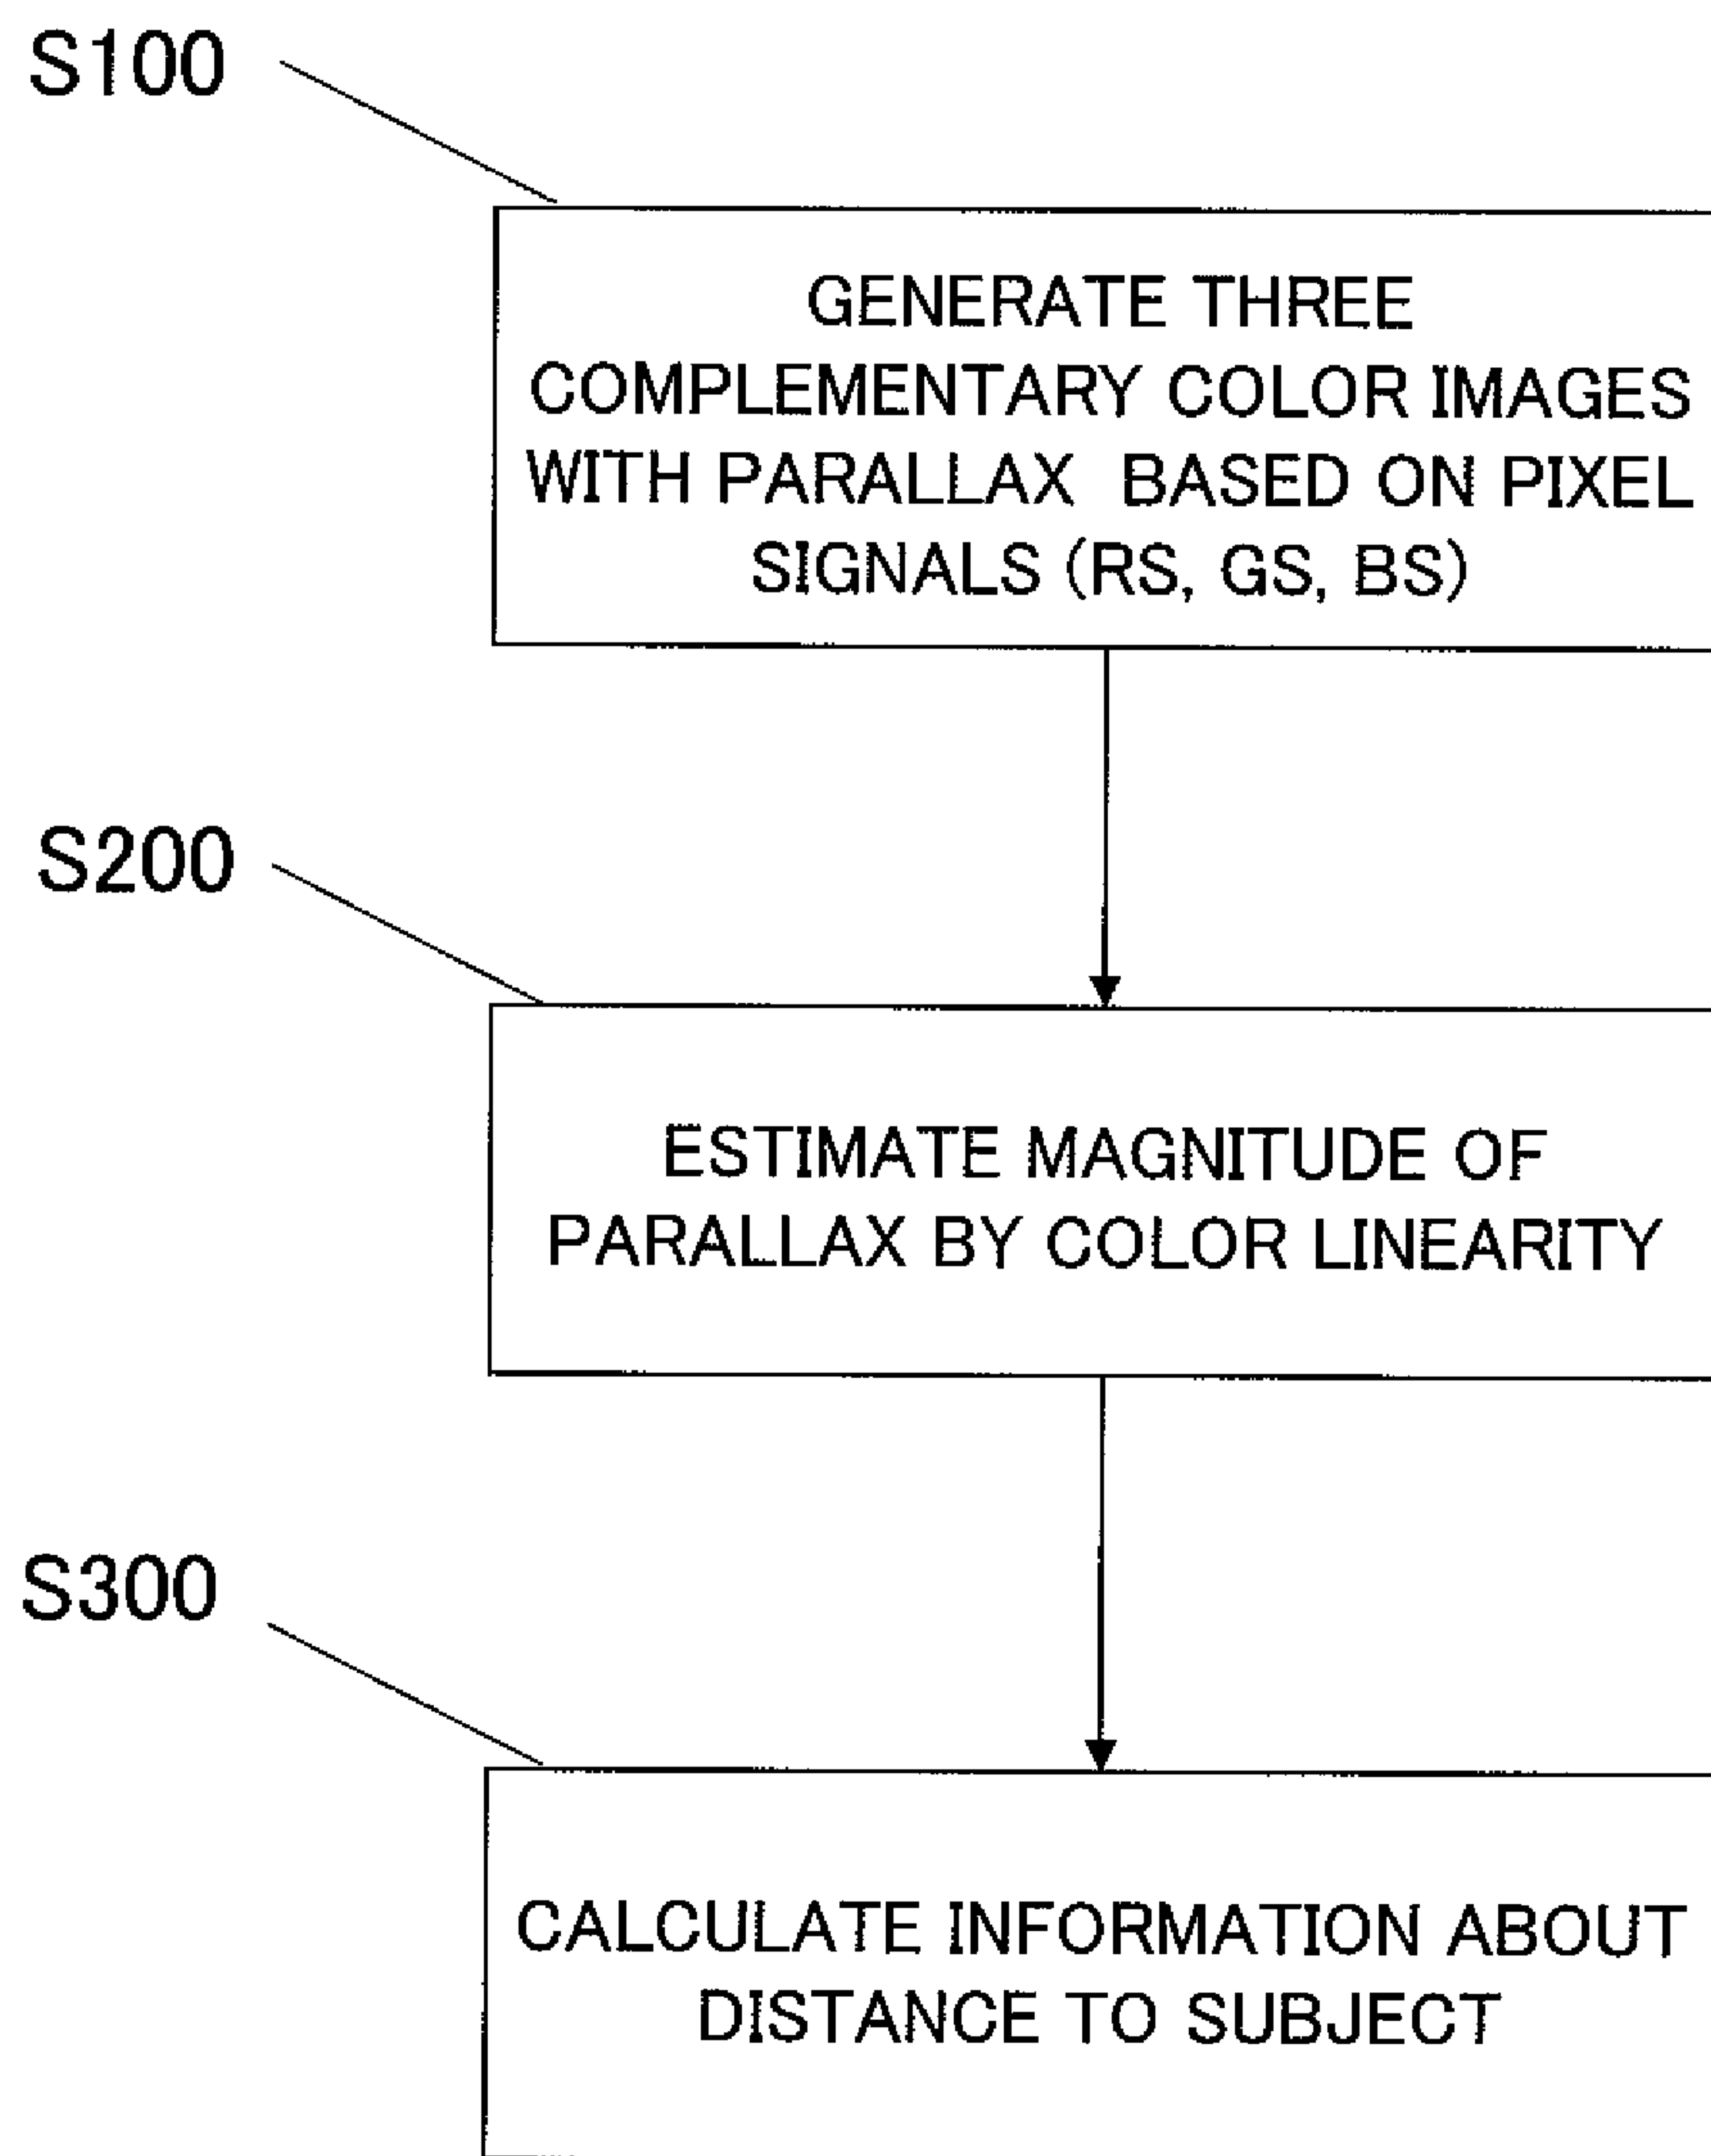 S100
GENERATE THREE
COMPLEMENTARY COLOR IMAGES
WITH PARALLAX BASED ON PIXEL
SIGNALS (RS, GS, BS)
S200
ESTIMATE MAGNITUDE OF
PARALLAX BY COLOR LINEARITY
S300
CALCULATE INFORMATION ABOUT
DISTANCE TO SUBJECT